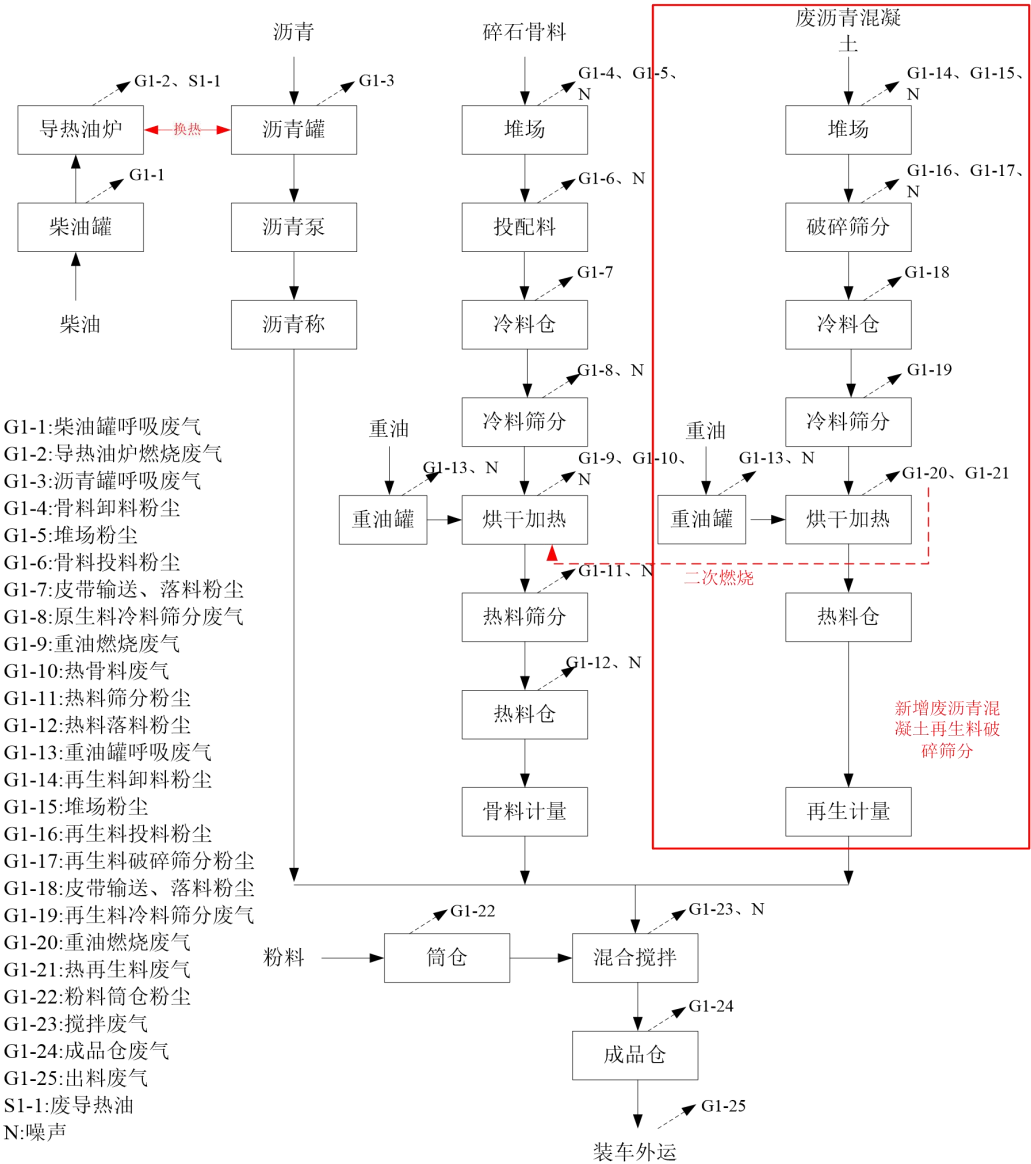 沥青
碎石骨料
废沥青混凝
土
G1-2、S1-1
G1-3
G1-4、G1-5、
N
G1-14、G1-15、
N
导热油炉
换热
沥青罐
堆场
堆场
G1-1
G1-6、N
G1-16、G1-17、
N
柴油罐
沥青泵
投配料
破碎筛分
G1-7
G1-18
柴油
沥青称
冷料仓
冷料仓
G1-8、N
G1-19
重油
冷料筛分
重油
冷料筛分
G1-13、N
G1-9、G1-10、
N
G1-13、N
G1-20、G1-21
重油罐
烘干加热
重油罐
烘干加热
二次燃烧
G1-11、N
热料筛分
热料仓
G1-12、N
热料仓
新增废沥青混
凝土再生料破
碎筛分
骨料计量
再生计量
G1-22
G1-23、N
粉料
筒仓
混合搅拌
G1-24
成品仓
G1-25
装车外运
G1-1:柴油罐呼吸废气
G1-2:导热油炉燃烧废气
G1-3:沥青罐呼吸废气
G1-4:骨料卸料粉尘
G1-5:堆场粉尘
G1-6:骨料投料粉尘
G1-7:皮带输送、落料粉尘
G1-8:原生料冷料筛分废气
G1-9:重油燃烧废气
G1-10:热骨料废气
G1-11:热料筛分粉尘
G1-12:热料落料粉尘
G1-13:重油罐呼吸废气
G1-14:再生料卸料粉尘
G1-15:堆场粉尘
G1-16:再生料投料粉尘
G1-17:再生料破碎筛分粉尘
G1-18:皮带输送、落料粉尘
G1-19:再生料冷料筛分废气
G1-20:重油燃烧废气
G1-21:热再生料废气
G1-22:粉料筒仓粉尘
G1-23:搅拌废气
G1-24:成品仓废气
G1-25:出料废气
S1-1:废导热油
N:噪声